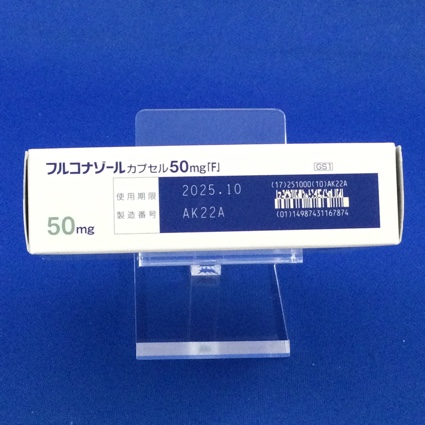 フルコナゾールカプセル50mg「F」
GS1
使用期限 2025.10
製造番号 AK22A
(17)251000(10)AK22A
(01)14987431167874
50mg